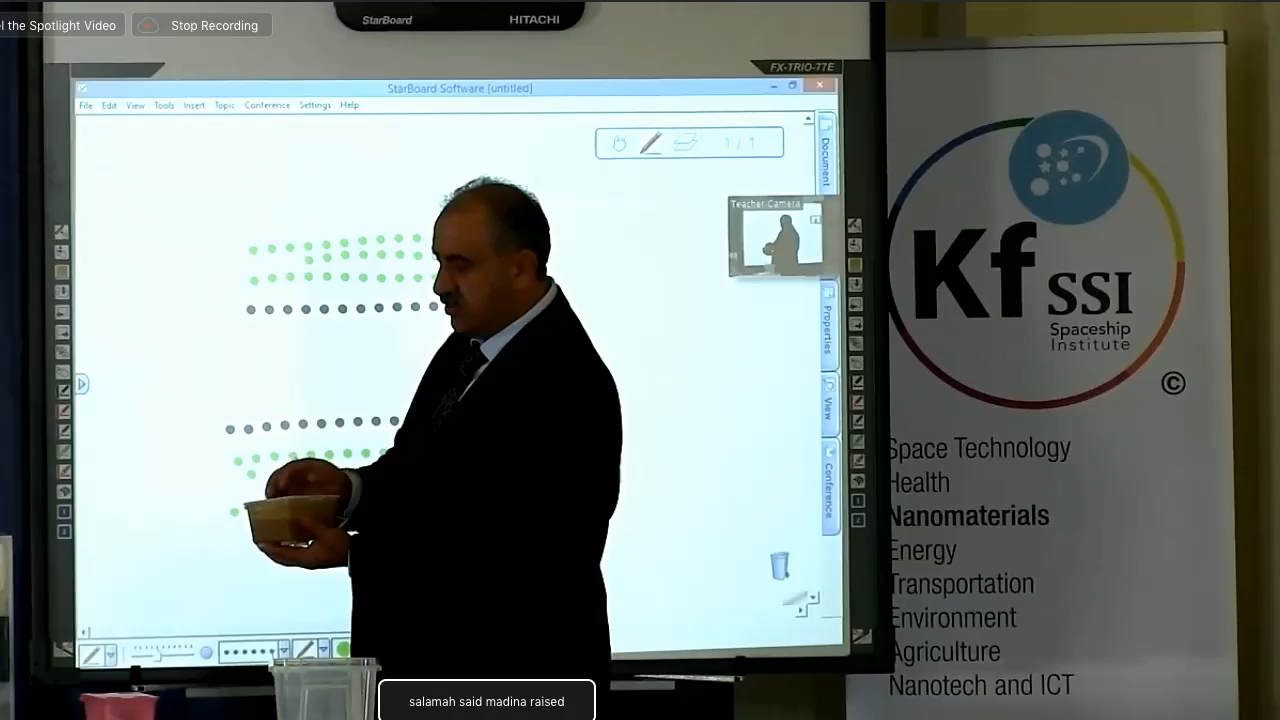 l the Spotlight Video
Stop Recording
StarBoard
HITACHI
FX-TRIO-77E
StarBoard Software [untitled]
File Edit View Tools Insert Topic Conference Settings Help
1 / 1
Document
Teacher Camera
Properties
View
Conference
Kf SSI
Spaceship
Institute
©
Space Technology
Health
Nanomaterials
Energy
Transportation
Environment
Agriculture
Nanotech and ICT
salamah said madina raised